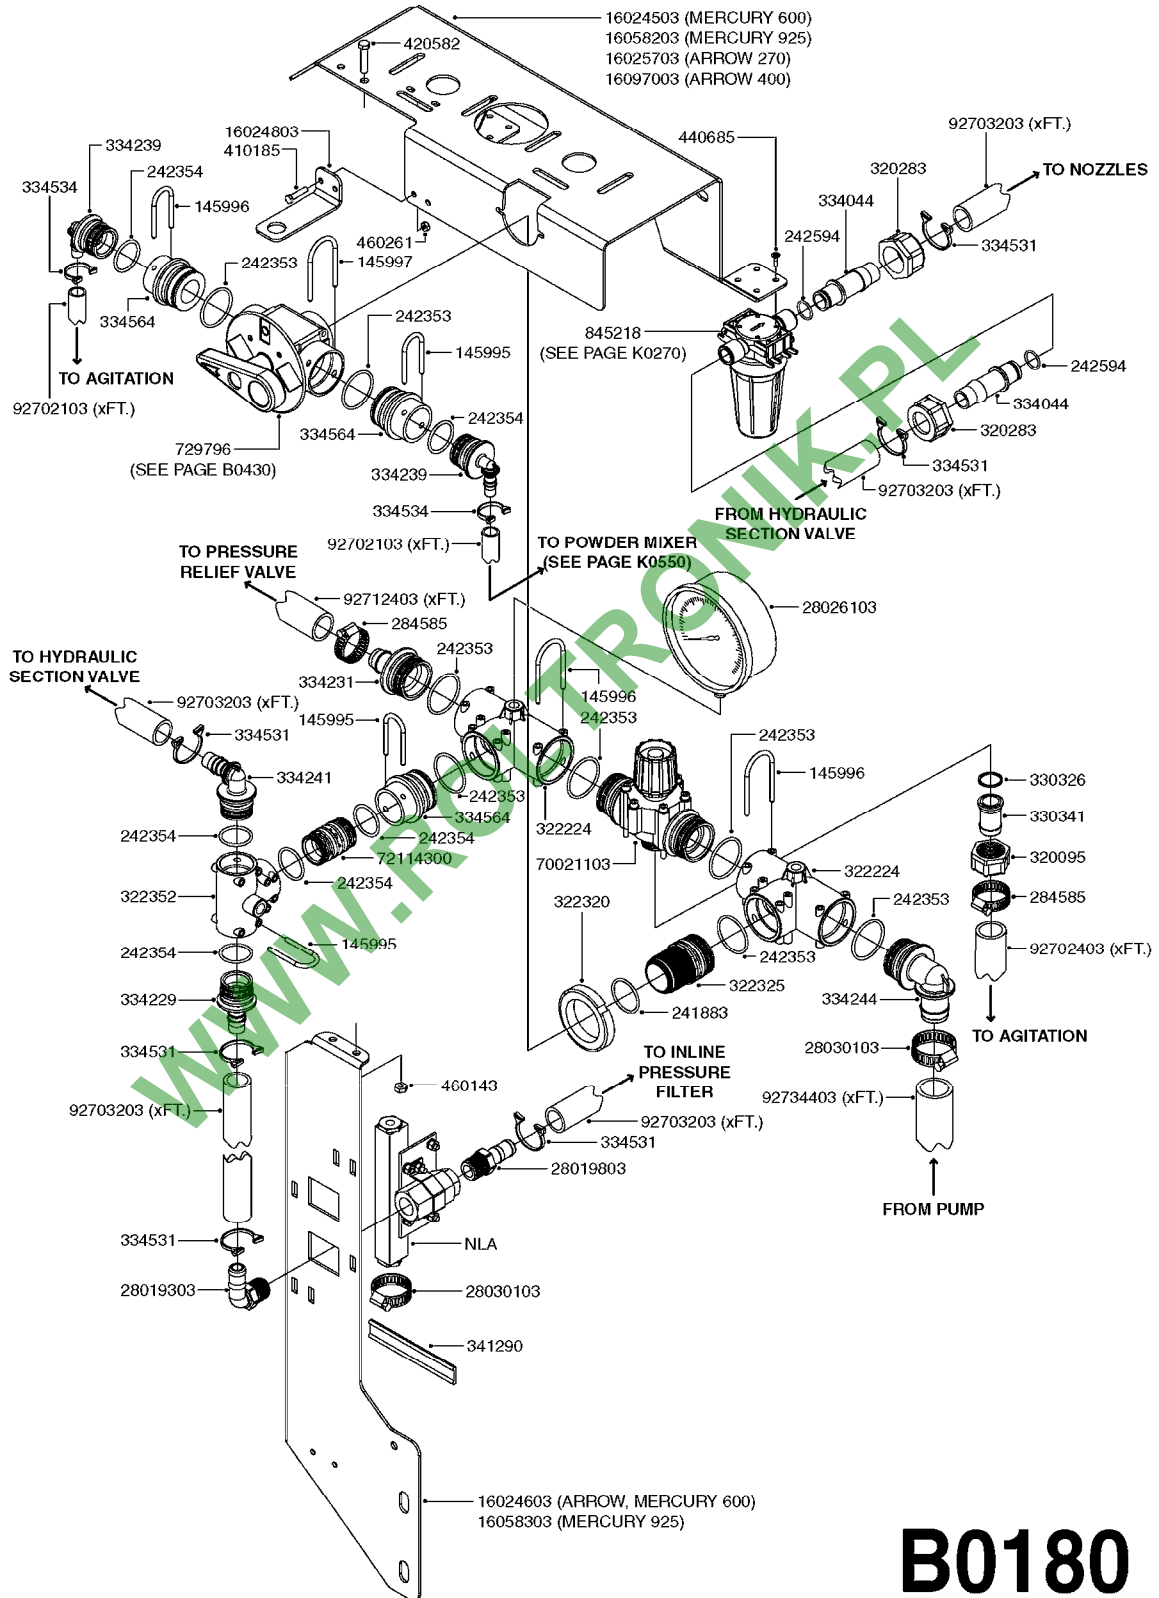 16024503 (MERCURY 600)
16058203 (MERCURY 925)
16025703 (ARROW 270)
16097003 (ARROW 400)
420582
16024803
410185
334239
242354
334534
145996
460261
145997
242353
334564
242353
145995
TO AGITATION
92702103 (xFT.)
729796
(SEE PAGE B0430)
334564
242354
334239
334534
92702103 (xFT.)
TO POWDER MIXER
(SEE PAGE K0550)
440685
92703203 (xFT.)
TO NOZZLES
320283
334044
242594
334531
845218
(SEE PAGE K0270)
242594
334044
320283
334531
92703203 (xFT.)
FROM HYDRAULIC
SECTION VALVE
TO PRESSURE
RELIEF VALVE
92712403 (xFT.)
284585
28026103
TO HYDRAULIC
SECTION VALVE
92703203 (xFT.)
334531
334241
242353
334231
145995
145996
242353
242353
145996
242353
334564
322224
242354
72114300
242354
70021103
322224
242354
322352
242354
145995
334229
334531
92703203 (xFT.)
330326
330341
320095
284585
92702403 (xFT.)
TO AGITATION
322320
242353
242353
322325
241883
334244
28030103
92734403 (xFT.)
FROM PUMP
TO INLINE
PRESSURE
FILTER
460143
92703203 (xFT.)
334531
28019803
334531
28019303
NLA
28030103
341290
16024603 (ARROW, MERCURY 600)
16058303 (MERCURY 925)
B0180
WWW.ROLTRONIK.PL